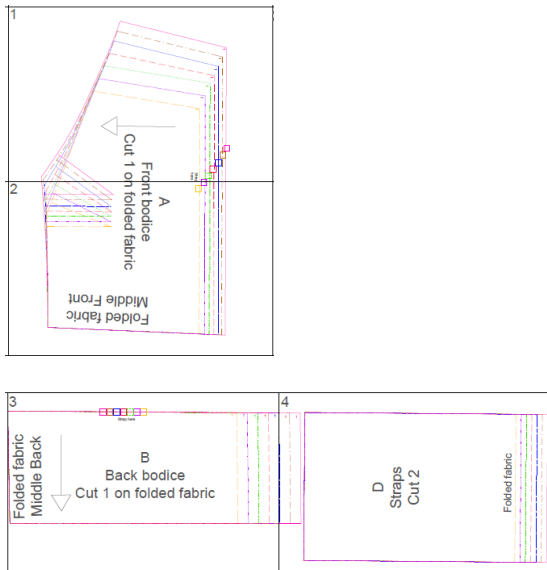 1
2
A
Front bodice
Cut 1 on folded fabric
Folded fabric
Middle Front
3
Folded fabric
Middle Back
B
Back bodice
Cut 1 on folded fabric
4
D
Straps
Cut 2
Folded fabric